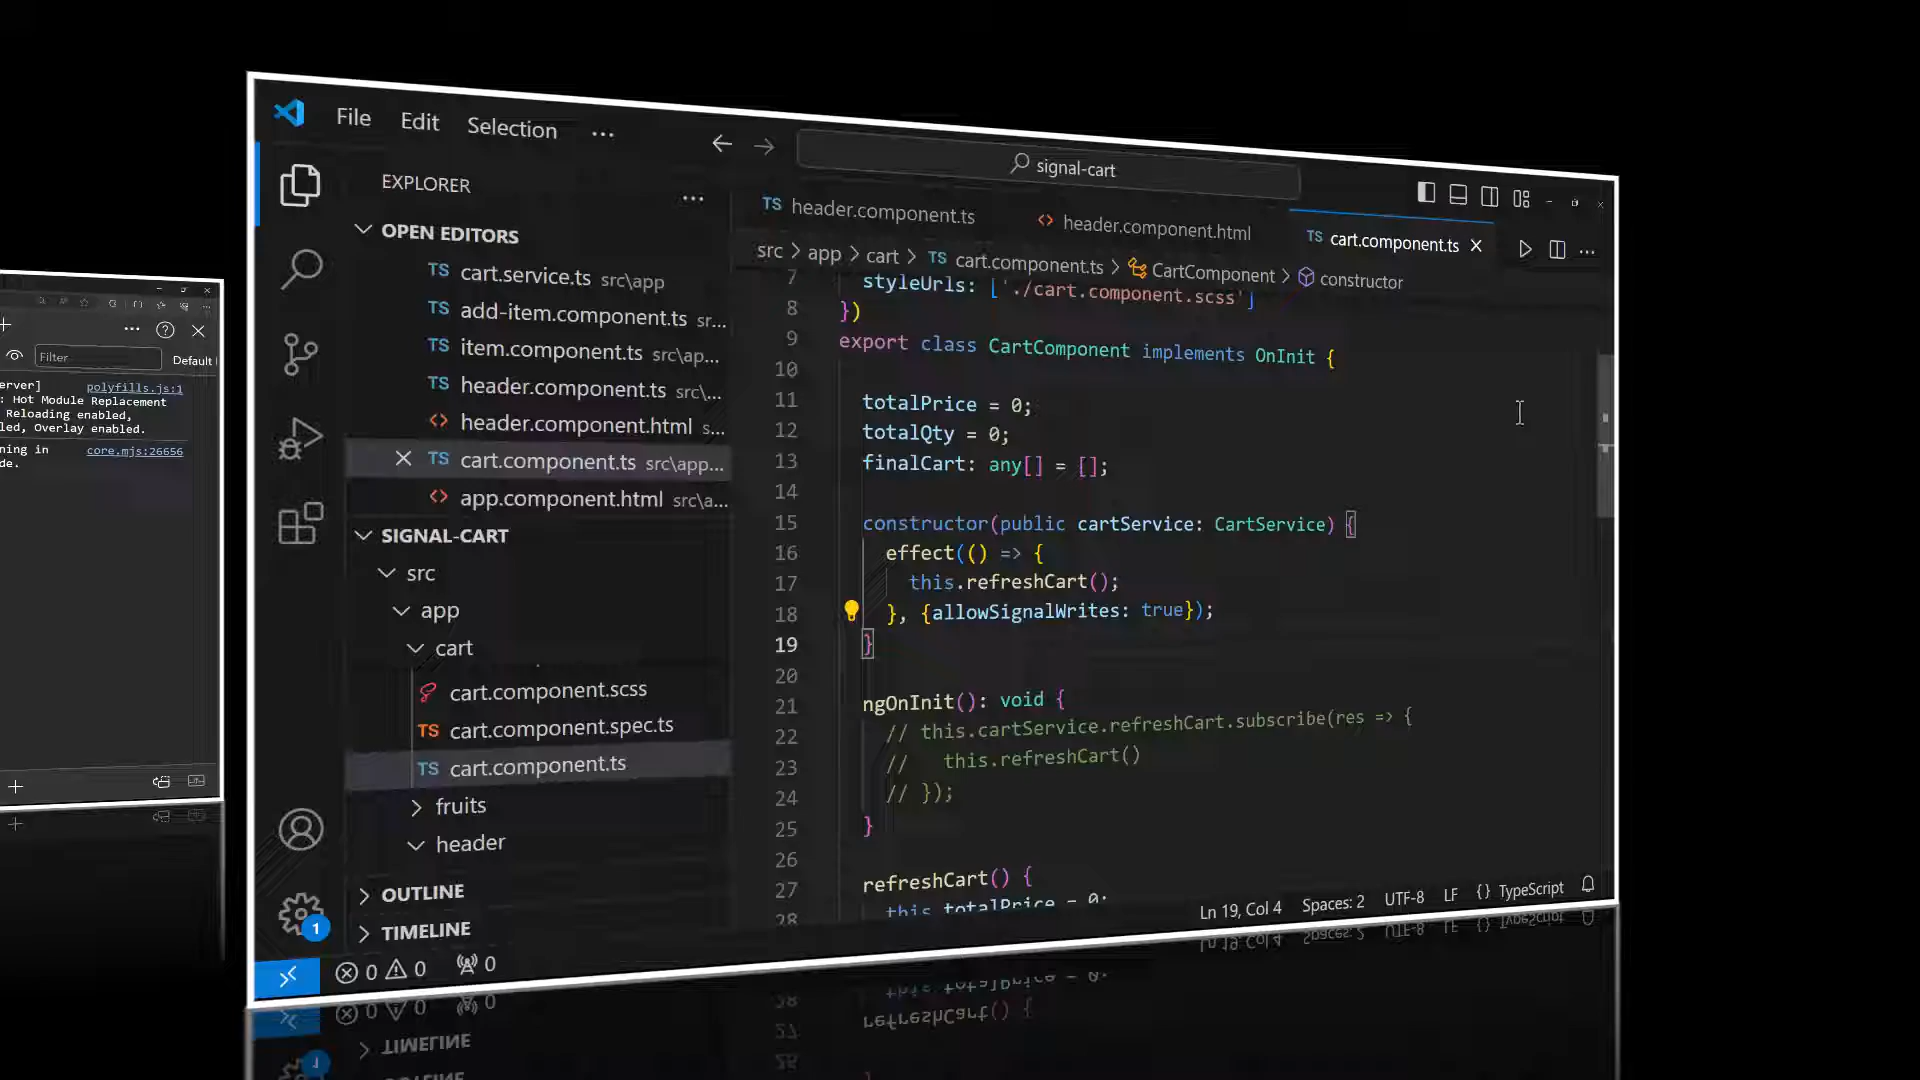 File Edit Selection ...
signal-cart
EXPLORER
OPEN EDITORS
TS cart.service.ts src\app
TS add-item.component.ts sr...
TS item.component.ts src\ap...
TS header.component.ts src\...
<> header.component.html s...
TS cart.component.ts src\app...
<> app.component.html src\a...
SIGNAL-CART
src
app
cart
cart.component.scss
TS cart.component.spec.ts
TS cart.component.ts
fruits
header
OUTLINE
TIMELINE
0 0 0
1
TS header.component.ts <> header.component.html TS cart.component.ts
src > app > cart > TS cart.component.ts > CartComponent > constructor
7 styleUrls: ['./cart.component.scss']
8 })
9 export class CartComponent implements OnInit {
10
11 totalPrice = 0;
12 totalQty = 0;
13 finalCart: any[] = [];
14
15 constructor(public cartService: CartService) {
16 effect(() => {
17 this.refreshCart();
18 }, {allowSignalWrites: true});
19 }
20
21 ngOnInit(): void {
22 // this.cartService.refreshCart.subscribe(res => {
23 // this.refreshCart()
24 // });
25 }
26
27 refreshCart() {
28 this.totalPrice = 0;
Ln 19, Col 4 Spaces: 2 UTF-8 LF {} TypeScript
Filter Default
erver] polyfills.js:1
: Hot Module Replacement
Reloading enabled,
led, Overlay enabled.
ning in core.mjs:26656
de.